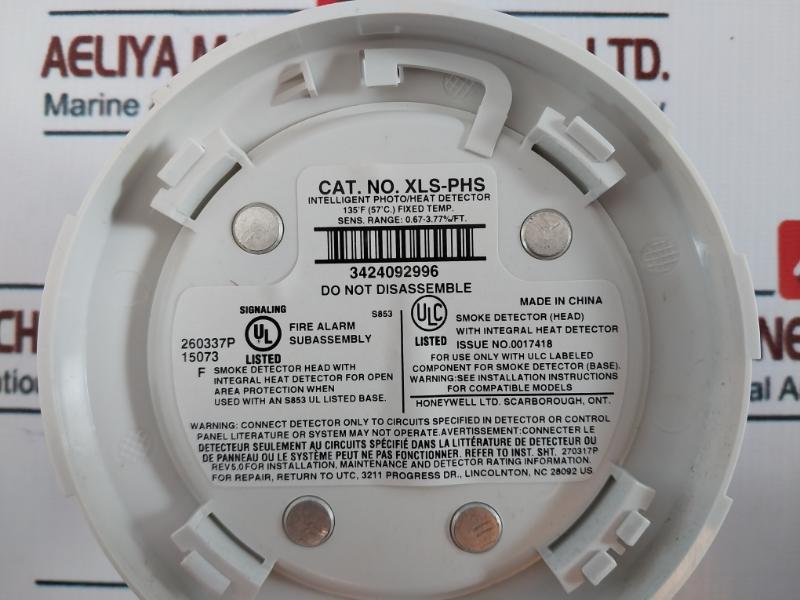 AELIYA M LTD.
Marine
CAT. NO. XLS-PHS
INTELLIGENT PHOTO/HEAT DETECTOR
135°F (57°C.) FIXED TEMP.
SENS. RANGE: 0.67-3.77%/FT.
3424092996
DO NOT DISASSEMBLE
260337P
15073
SIGNALING
UL
LISTED
S853
FIRE ALARM
SUBASSEMBLY
F SMOKE DETECTOR HEAD WITH
INTEGRAL HEAT DETECTOR FOR OPEN
AREA PROTECTION WHEN
USED WITH AN S853 UL LISTED BASE.
ULC
LISTED
MADE IN CHINA
SMOKE DETECTOR (HEAD)
WITH INTEGRAL HEAT DETECTOR
ISSUE NO.0017418
FOR USE ONLY WITH ULC LABELED
COMPONENT FOR SMOKE DETECTOR (BASE).
WARNING:SEE INSTALLATION INSTRUCTIONS
FOR COMPATIBLE MODELS
HONEYWELL LTD. SCARBOROUGH, ONT.
WARNING: CONNECT DETECTOR ONLY TO CIRCUITS SPECIFIED IN DETECTOR OR CONTROL
PANEL LITERATURE OR SYSTEM MAY NOT OPERATE.AVERTISSEMENT:CONNECTER LE
DETECTEUR SEULEMENT AU CIRCUITS SPÉCIFIÉ DANS LA LITTÉRATURE DE DETECTEUR OU
DE PANNEAU OU LE SYSTÈME PEUT NE PAS FONCTIONNER. REFER TO INST. SHT. 270317P
REV5.0 FOR INSTALLATION, MAINTENANCE AND DETECTOR RATING INFORMATION.
FOR REPAIR, RETURN TO UTC, 3211 PROGRESS DR., LINCOLNTON, NC 28092 US